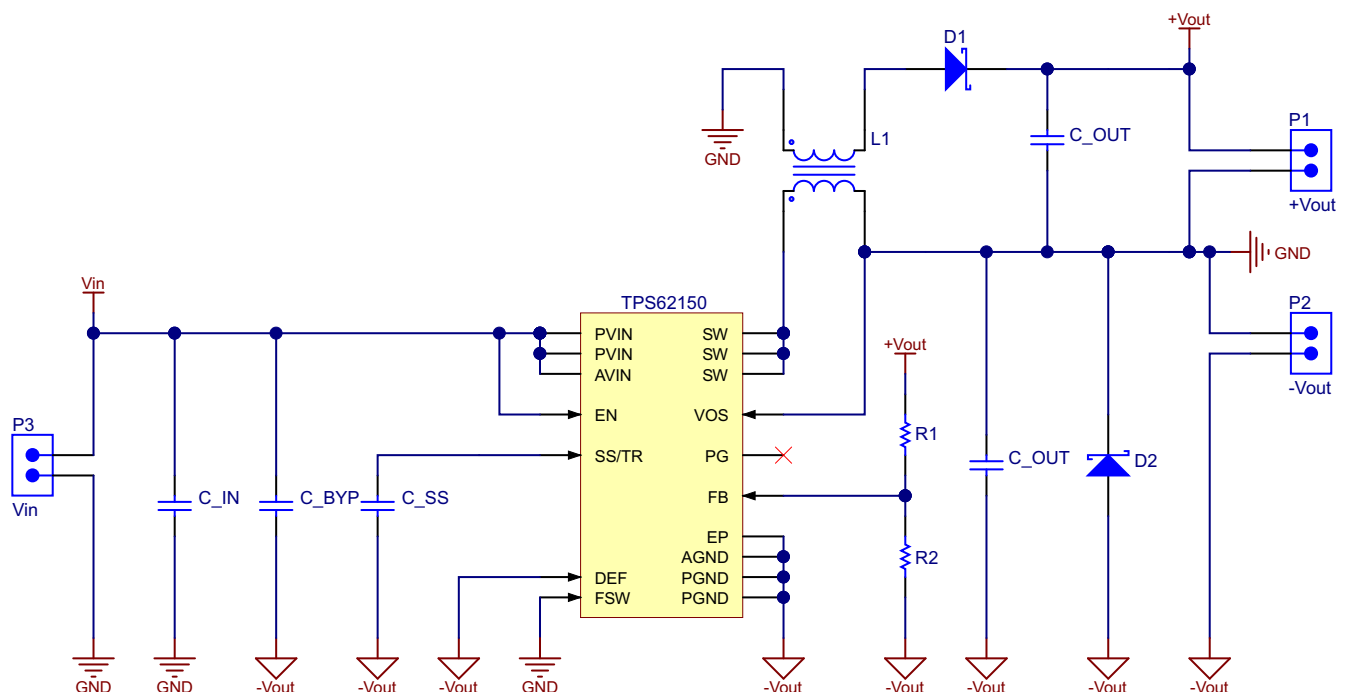 +Vout
D1
P1
L1
C_OUT
GND
+Vout
GND
Vin
TPS62150
P2
PVIN
SW
+Vout
PVIN
SW
AVIN
SW
-Vout
EN
VOS
P3
R1
SS/TR
PG
C_OUT
D2
C_IN
C_BYP
C_SS
FB
Vin
EP
AGND
R2
DEF
PGND
FSW
PGND
GND
GND
-Vout
-Vout
-Vout
GND
-Vout
-Vout
-Vout
-Vout
-Vout